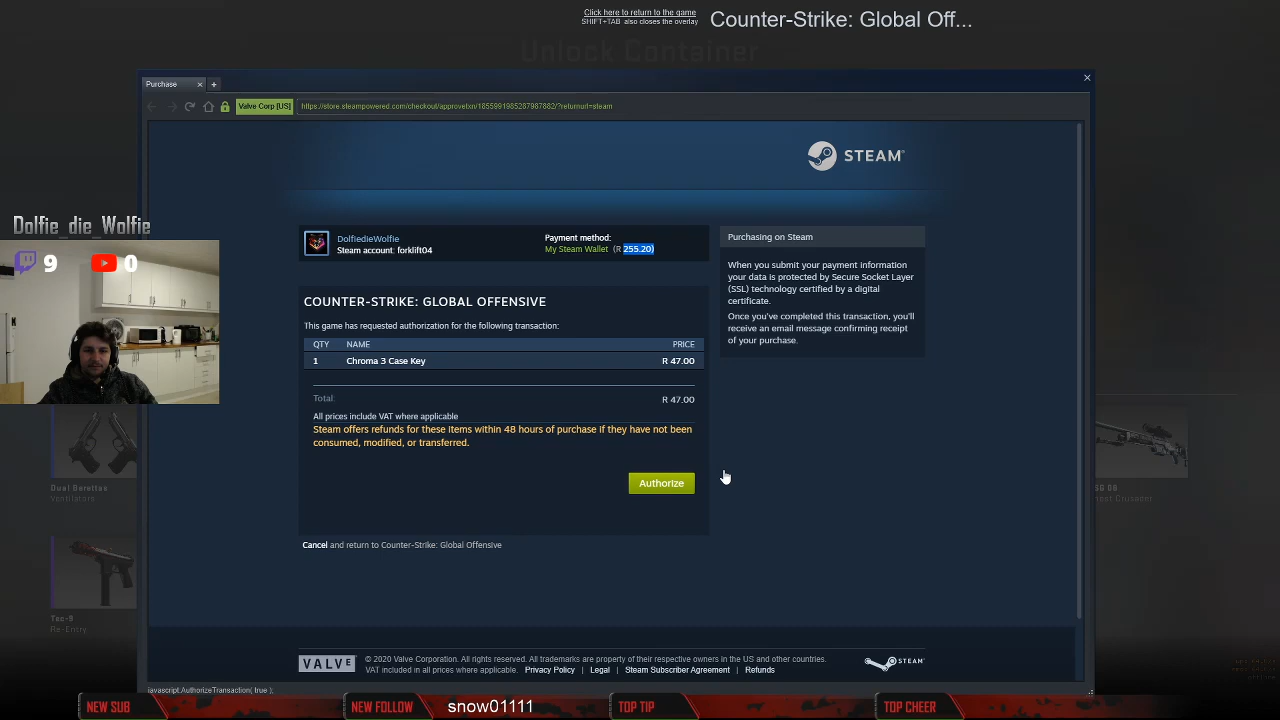 Click here to return to the game
SHIFT+TAB also closes the overlay
Counter-Strike: Global Off...
Unlock Container
Purchase
Valve Corp [US]
https://store.steampowered.com/checkout/approvetxn/1855991985287987882/?returnurl=steam
STEAM
Dolfie_die_Wolfie
9
0
DolfiedieWolfie
Steam account: forklift04
Payment method:
My Steam Wallet (R 255.20)
Purchasing on Steam
When you submit your payment information
your data is protected by Secure Socket Layer
(SSL) technology certified by a digital
certificate.
Once you've completed this transaction, you'll
receive an email message confirming receipt
of your purchase.
COUNTER-STRIKE: GLOBAL OFFENSIVE
This game has requested authorization for the following transaction:
QTY NAME PRICE
1 Chroma 3 Case Key R 47.00
Total: R 47.00
All prices include VAT where applicable
Steam offers refunds for these items within 48 hours of purchase if they have not been
consumed, modified, or transferred.
Authorize
Cancel and return to Counter-Strike: Global Offensive
Dual Berettas
Ventilators
SG 08
Crusader
Tec-9
Re-Entry
VALVE
© 2020 Valve Corporation. All rights reserved. All trademarks are property of their respective owners in the US and other countries.
VAT included in all prices where applicable. Privacy Policy | Legal | Steam Subscriber Agreement | Refunds
STEAM
javascript:AuthorizeTransaction( true );
NEW SUB
NEW FOLLOW
snow01111
TOP TIP
TOP CHEER